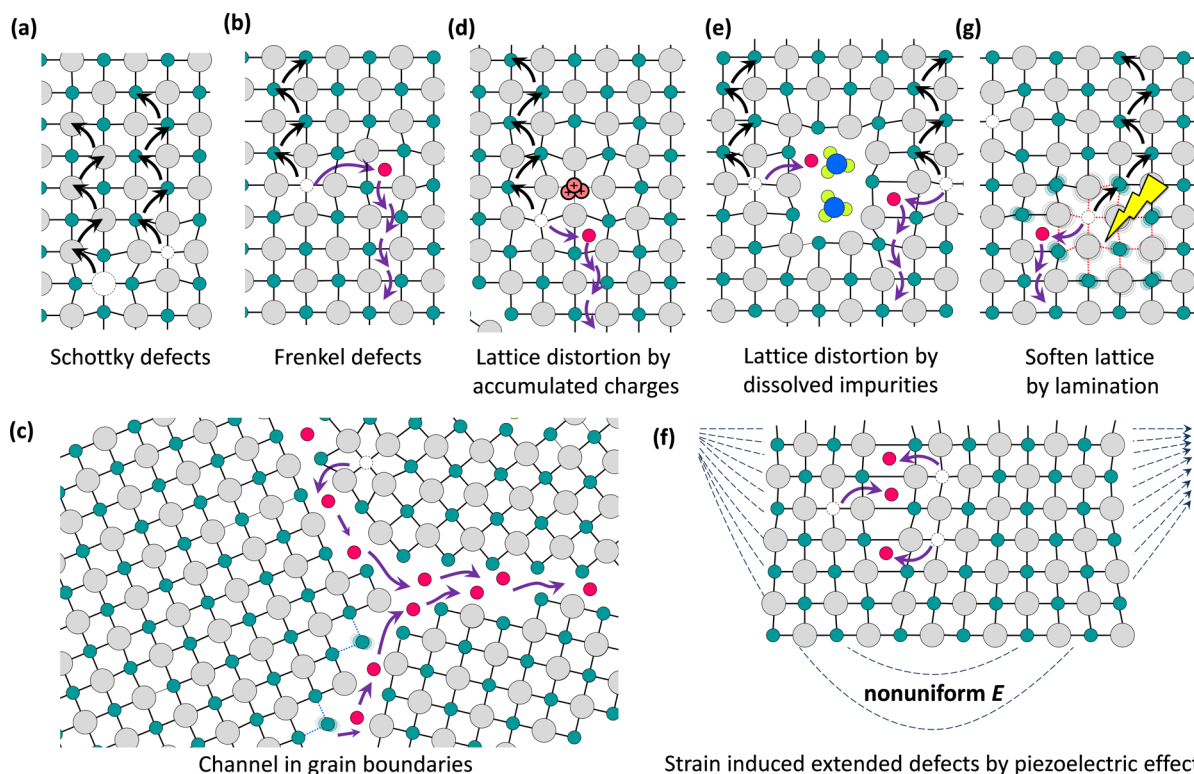 (a)
(b)
(d)
(e)
(g)
+ + +
Schottky defects
Frenkel defects
Lattice distortion by
accumulated charges
Lattice distortion by
dissolved impurities
Soften lattice
by lamination
(c)
(f)
nonuniform E
Channel in grain boundaries
Strain induced extended defects by piezoelectric effect